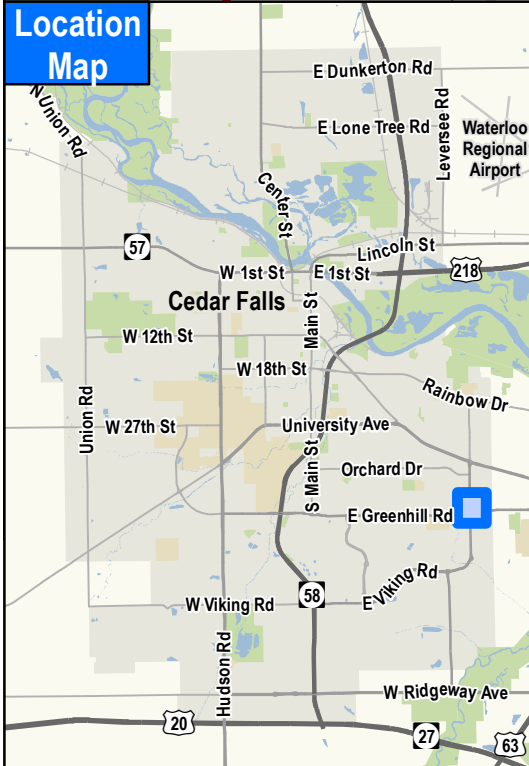 Location
Map
N Union Rd
E Dunkerton Rd
E Lone Tree Rd
Leversee Rd
Waterloo
Regional
Airport
Center St
57
Lincoln St
W 1st St
E 1st St
218
Cedar Falls
Main St
W 12th St
W 18th St
Rainbow Dr
Union Rd
W 27th St
University Ave
S Main St
Orchard Dr
E Greenhill Rd
E Viking Rd
W Viking Rd
58
Hudson Rd
W Ridgeway Ave
20
27
63